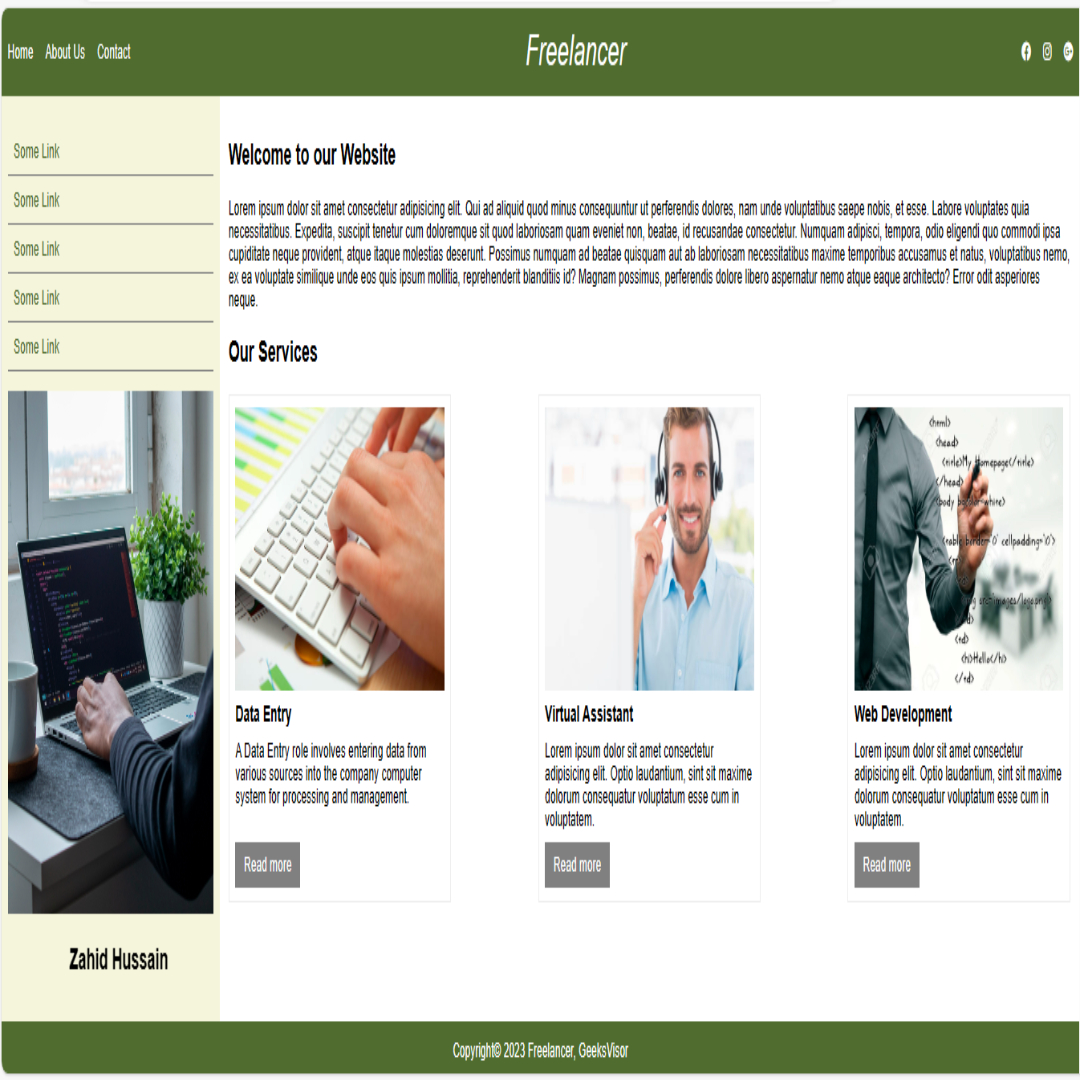 Home About Us Contact
Freelancer
Some Link
Some Link
Some Link
Some Link
Some Link
Zahid Hussain
Welcome to our Website
Lorem ipsum dolor sit amet consectetur adipisicing elit. Qui ad aliquid quod minus consequuntur ut perferendis dolores, nam unde voluptatibus saepe nobis, et esse. Labore voluptates quia
necessitatibus. Expedita, suscipit tenetur cum doloremque sit quod laboriosam quam eveniet non, beatae, id recusandae consectetur. Numquam adipisci, tempora, odio eligendi quo commodi ipsa
cupiditate neque provident, atque itaque molestias deserunt. Possimus numquam ad beatae quisquam aut ab laboriosam necessitatibus maxime temporibus accusamus et natus, voluptatibus nemo,
ex ea voluptate similique unde eos quis ipsum mollitia, reprehenderit blanditiis id? Magnam possimus, perferendis dolore libero aspernatur nemo atque eaque architecto? Error odit asperiores
neque.
Our Services
Data Entry
A Data Entry role involves entering data from
various sources into the company computer
system for processing and management.
Read more
Virtual Assistant
Lorem ipsum dolor sit amet consectetur
adipisicing elit. Optio laudantium, sint sit maxime
dolorum consequatur voluptatum esse cum in
voluptatem.
Read more
<html>
<head>
<title>My Homepage</title>
</head>
<body border=white>
<table border='0' cellpadding='0'>
src=images/logo.png
<td>
<h1>Hello</h1>
</td>
Web Development
Lorem ipsum dolor sit amet consectetur
adipisicing elit. Optio laudantium, sint sit maxime
dolorum consequatur voluptatum esse cum in
voluptatem.
Read more
Copyright© 2023 Freelancer, GeeksVisor